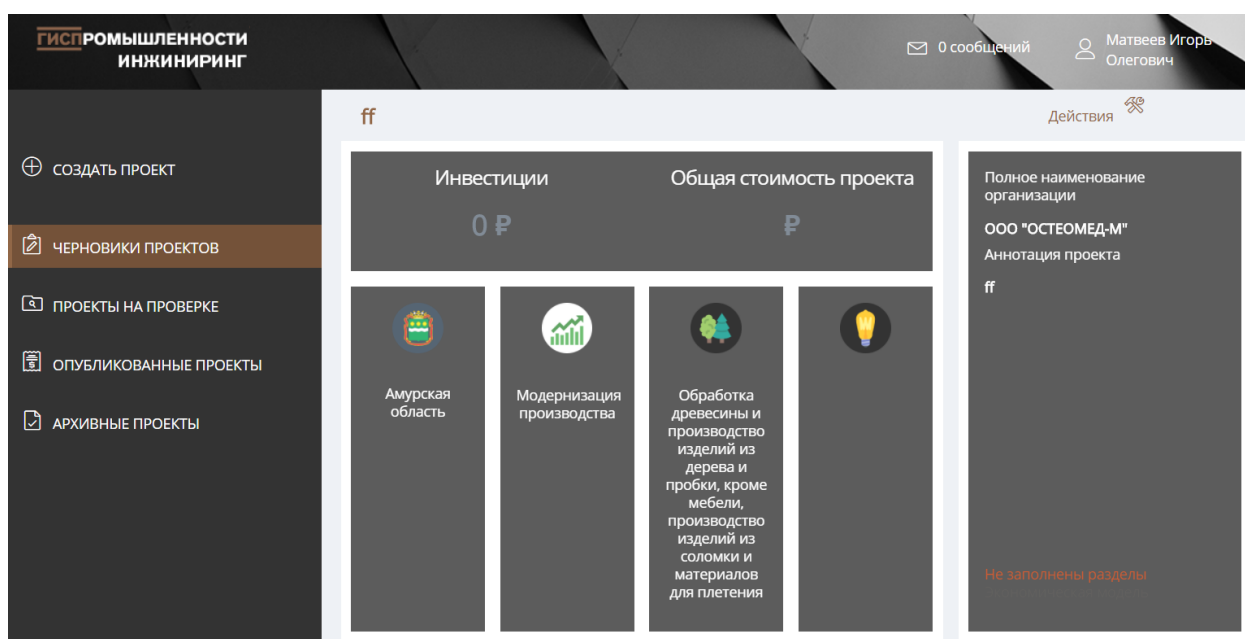 ГИСПРОМЫШЛЕННОСТИ
ИНЖИНИРИНГ
0 сообщений
Матвеев Игорь
Олегович
СОЗДАТЬ ПРОЕКТ
ЧЕРНОВИКИ ПРОЕКТОВ
ПРОЕКТЫ НА ПРОВЕРКЕ
ОПУБЛИКОВАННЫЕ ПРОЕКТЫ
АРХИВНЫЕ ПРОЕКТЫ
ff
Действия
Инвестиции
0 ₽
Общая стоимость проекта
₽
Амурская
область
Модернизация
производства
Обработка
древесины и
производство
изделий из
дерева и
пробки, кроме
мебели,
производство
изделий из
соломки и
материалов
для плетения
Полное наименование
организации
ООО "ОСТЕОМЕД-М"
Аннотация проекта
ff
Не заполнены разделы